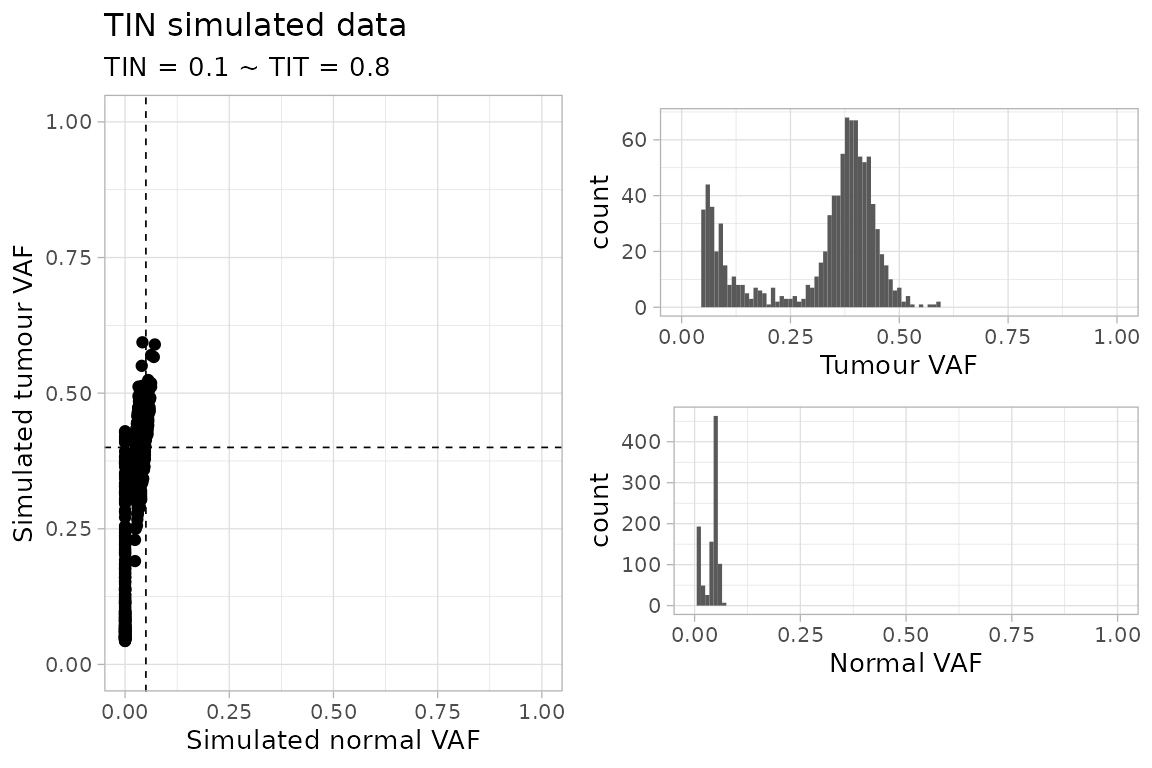 TIN simulated data
TIN = 0.1 ~ TIT = 0.8
Simulated tumour VAF
1.00
0.75
0.50
0.25
0.00
0.00 0.25 0.50 0.75 1.00
Simulated normal VAF
count
60
40
20
0
0.00 0.25 0.50 0.75 1.00
Tumour VAF
count
400
300
200
100
0
0.00 0.25 0.50 0.75 1.00
Normal VAF